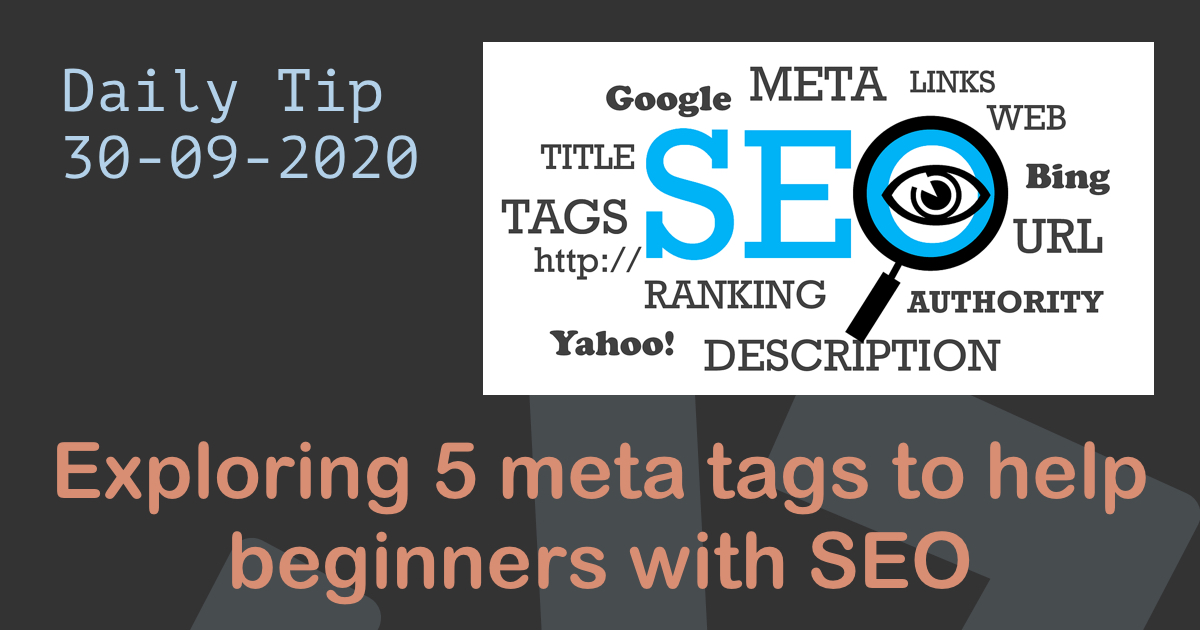 Daily Tip
30-09-2020
Google META LINKS
WEB
TITLE SEO Bing
TAGS URL
http://
RANKING AUTHORITY
Yahoo! DESCRIPTION
Exploring 5 meta tags to help
beginners with SEO